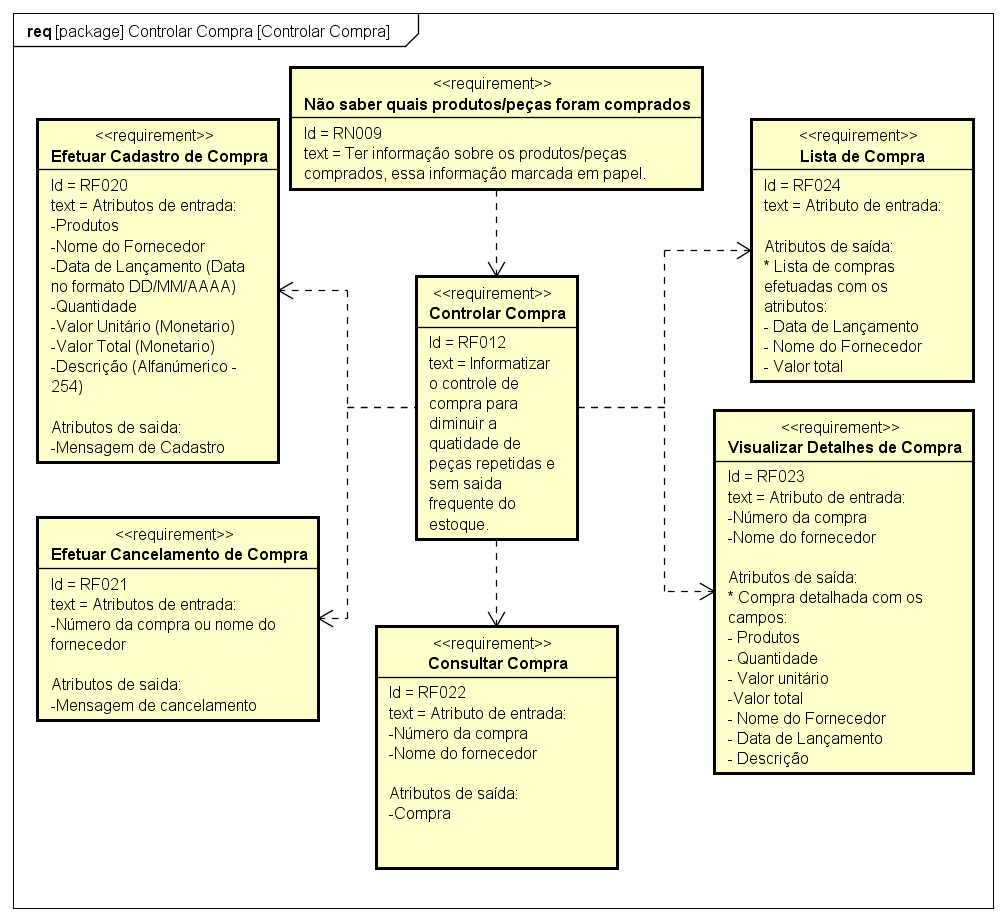 req [package] Controlar Compra [Controlar Compra]
<<requirement>>
Não saber quais produtos/peças foram comprados
Id = RN009
text = Ter informação sobre os produtos/peças
comprados, essa informação marcada em papel.
<<requirement>>
Efetuar Cadastro de Compra
Id = RF020
text = Atributos de entrada:
-Produtos
-Nome do Fornecedor
-Data de Lançamento (Data
no formato DD/MM/AAAA)
-Quantidade
-Valor Unitário (Monetario)
-Valor Total (Monetario)
-Descrição (Alfanúmerico -
254)
Atributos de saida:
-Mensagem de Cadastro
<<requirement>>
Lista de Compra
Id = RF024
text = Atributo de entrada:
Atributos de saída:
* Lista de compras
efetuadas com os
atributos:
- Data de Lançamento
- Nome do Fornecedor
- Valor total
<<requirement>>
Controlar Compra
Id = RF012
text = Informatizar
o controle de
compra para
diminuir a
quatidade de
peças repetidas e
sem saida
frequente do
estoque.
<<requirement>>
Visualizar Detalhes de Compra
Id = RF023
text = Atributo de entrada:
-Número da compra
-Nome do fornecedor
Atributos de saída:
* Compra detalhada com os
campos:
- Produtos
- Quantidade
- Valor unitário
-Valor total
- Nome do Fornecedor
- Data de Lançamento
- Descrição
<<requirement>>
Efetuar Cancelamento de Compra
Id = RF021
text = Atributos de entrada:
-Número da compra ou nome do
fornecedor
Atributos de saida:
-Mensagem de cancelamento
<<requirement>>
Consultar Compra
Id = RF022
text = Atributo de entrada:
-Número da compra
-Nome do fornecedor
Atributos de saída:
-Compra